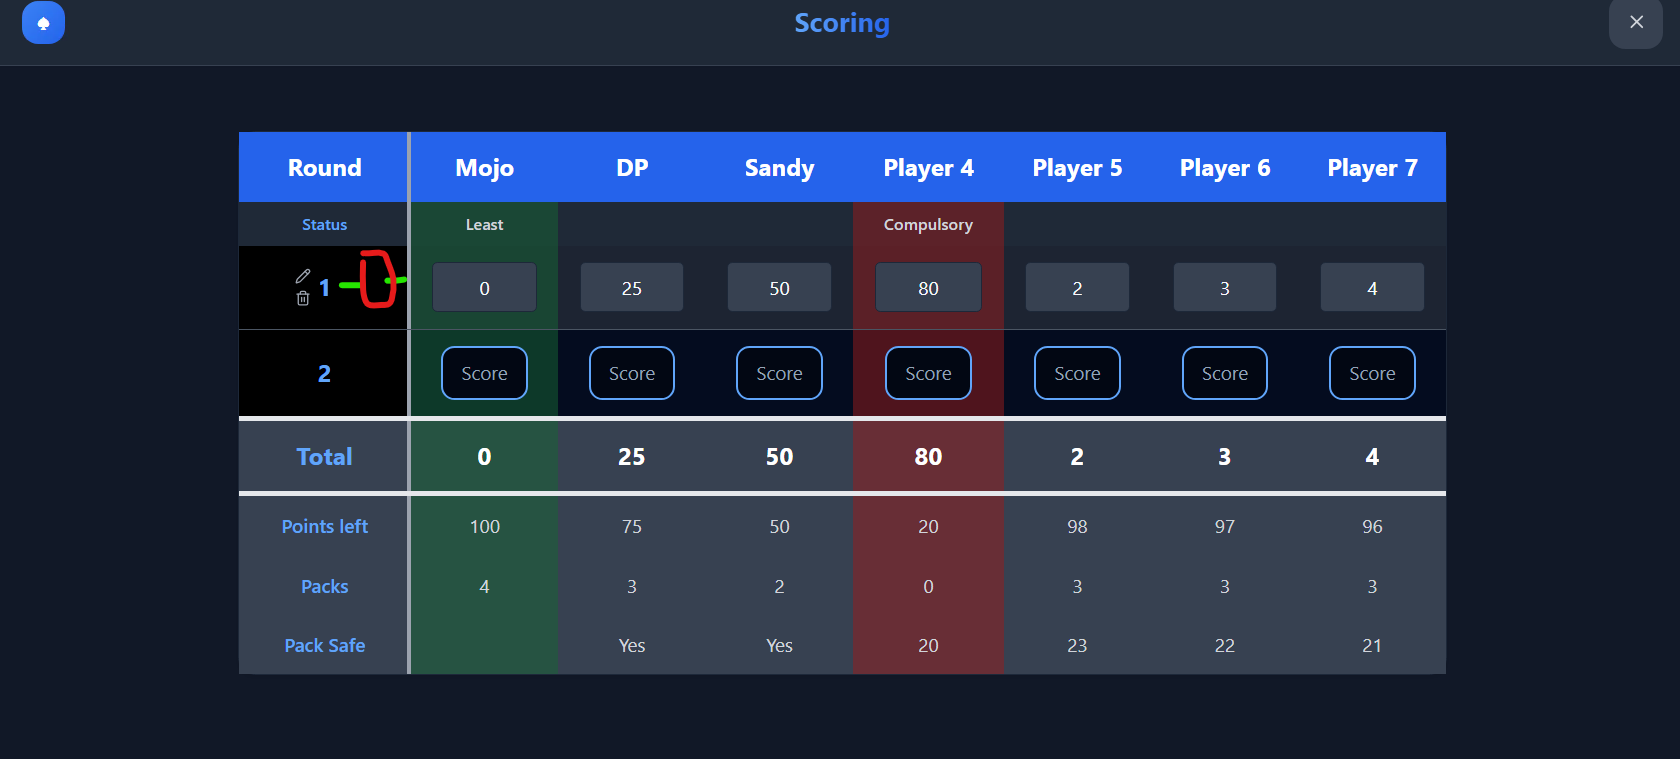 Scoring
Round Mojo DP Sandy Player 4 Player 5 Player 6 Player 7
Status Least Compulsory
1 0 25 50 80 2 3 4
2 Score Score Score Score Score Score Score
Total 0 25 50 80 2 3 4
Points left 100 75 50 20 98 97 96
Packs 4 3 2 0 3 3 3
Pack Safe Yes Yes 20 23 22 21